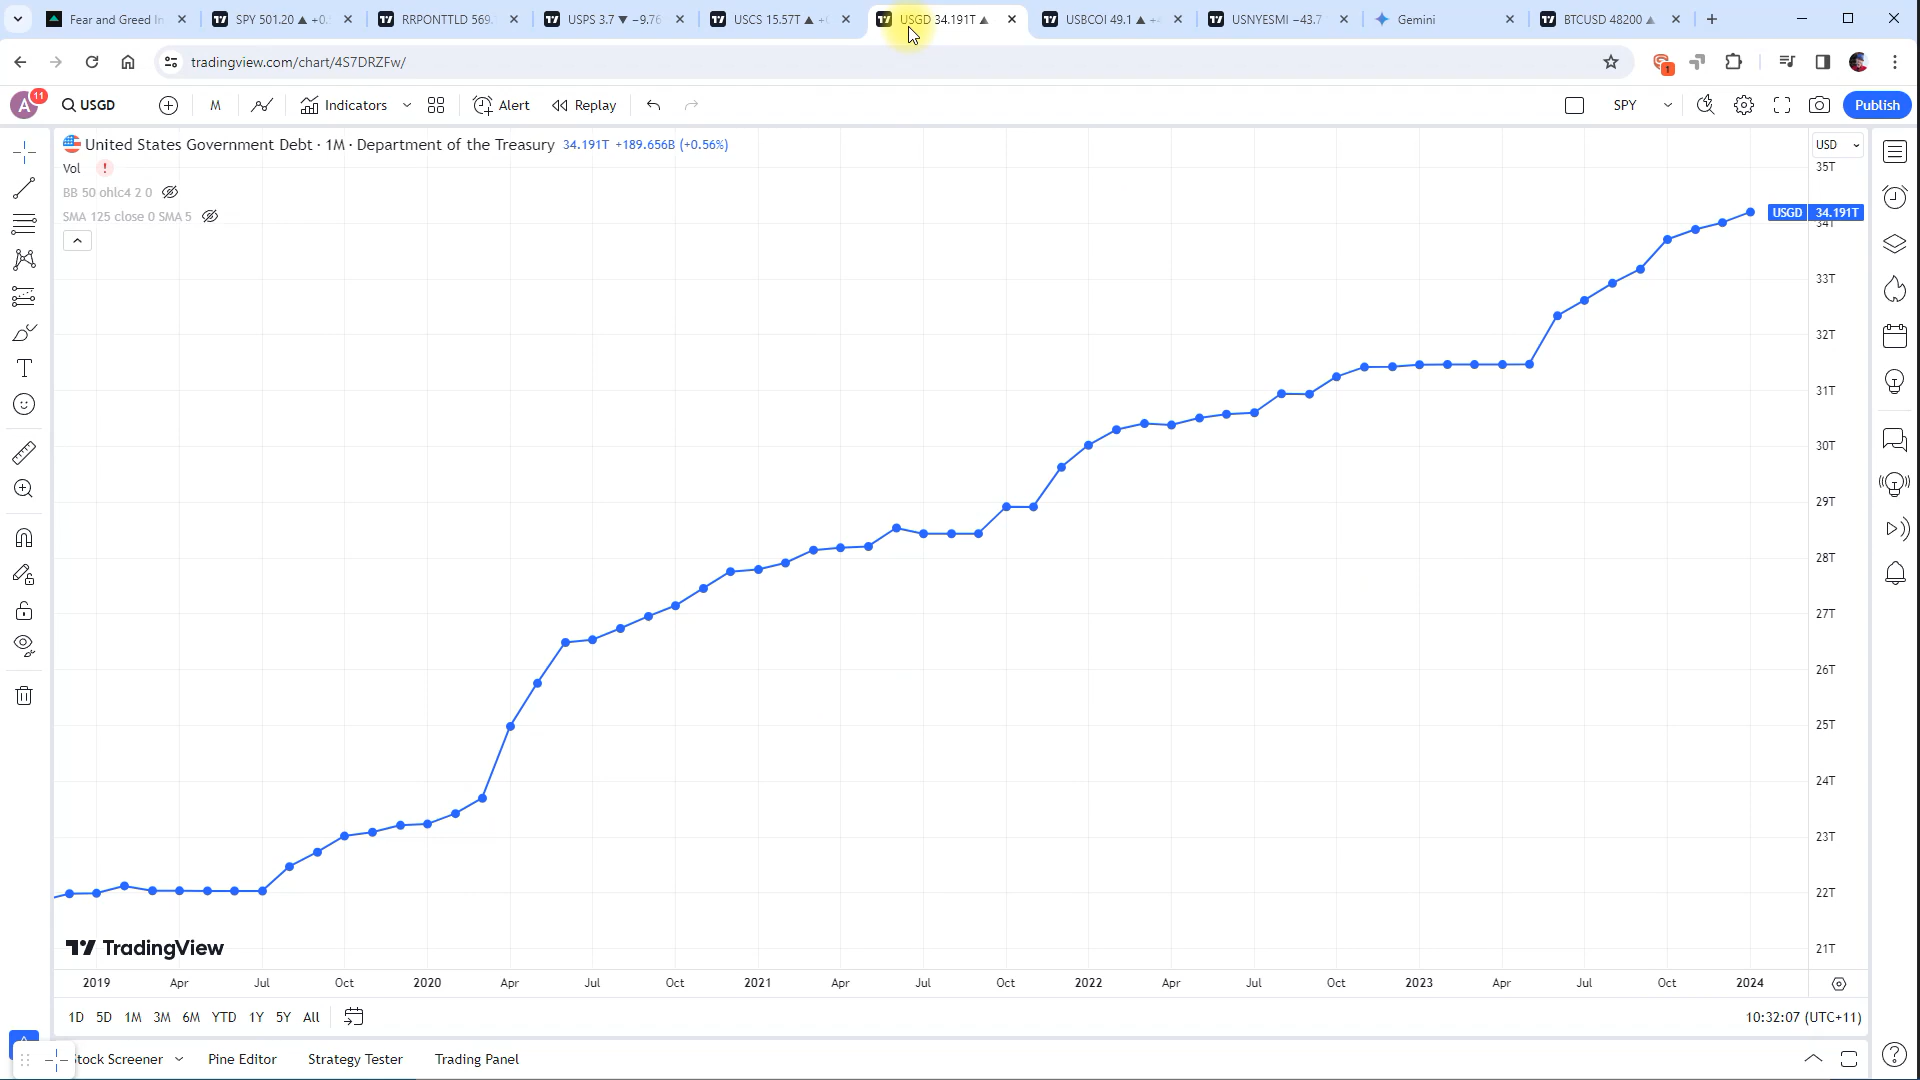 Fear and Greed In
SPY 501.20 ▲ +0.
RRPONTTLD 569.
USPS 3.7 ▼ −9.76
USCS 15.57T ▲ +0
USGD 34.191T ▲
USBCOI 49.1 ▲ +4
USNYESMI −43.7
Gemini
BTCUSD 48200 ▲
tradingview.com/chart/4S7DRZFw/
1
A
11
USGD
M
Indicators
Alert
Replay
SPY
Publish
United States Government Debt · 1M · Department of the Treasury 34.191T +189.656B (+0.56%)
USD
Vol
BB 50 ohlc4 2 0
SMA 125 close 0 SMA 5
35T
USGD 34.191T
34T
33T
32T
31T
30T
29T
28T
27T
26T
25T
24T
23T
22T
21T
TradingView
2019 Apr Jul Oct 2020 Apr Jul Oct 2021 Apr Jul Oct 2022 Apr Jul Oct 2023 Apr Jul Oct 2024
1D 5D 1M 3M 6M YTD 1Y 5Y All
10:32:07 (UTC+11)
tock Screener
Pine Editor
Strategy Tester
Trading Panel